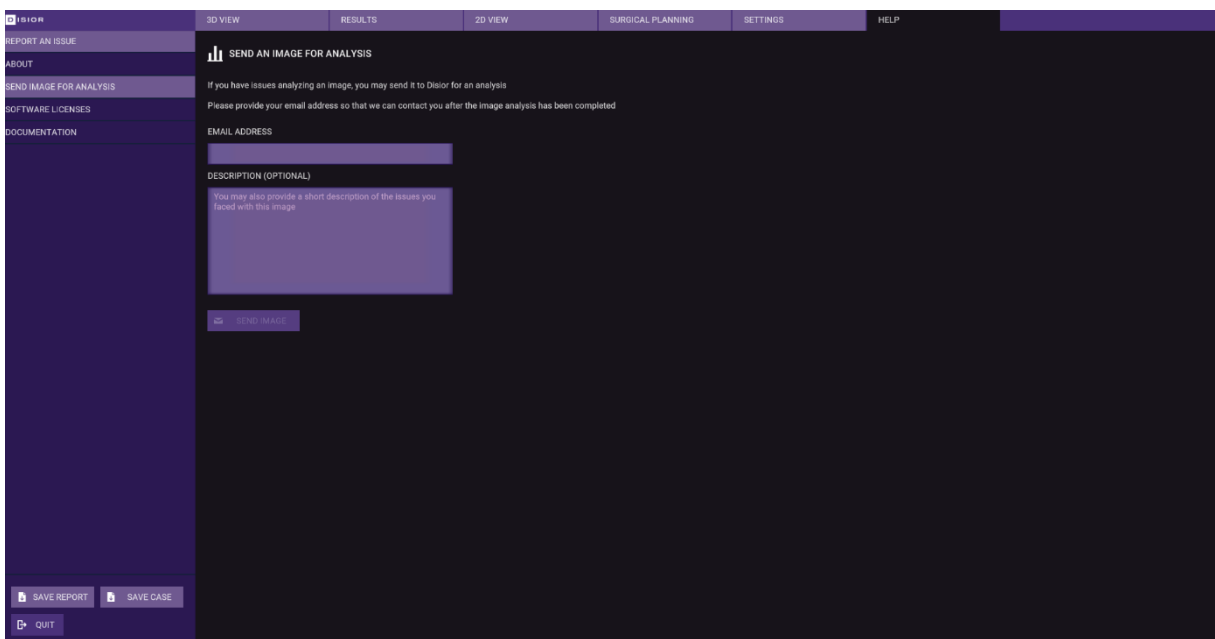 DISIOR
3D VIEW
RESULTS
2D VIEW
SURGICAL PLANNING
SETTINGS
HELP
REPORT AN ISSUE
ABOUT
SEND IMAGE FOR ANALYSIS
SOFTWARE LICENSES
DOCUMENTATION
SEND AN IMAGE FOR ANALYSIS
If you have issues analyzing an image, you may send it to Disior for an analysis
Please provide your email address so that we can contact you after the image analysis has been completed
EMAIL ADDRESS
DESCRIPTION (OPTIONAL)
You may also provide a short description of the issues you
faced with this image
SEND IMAGE
SAVE REPORT
SAVE CASE
QUIT